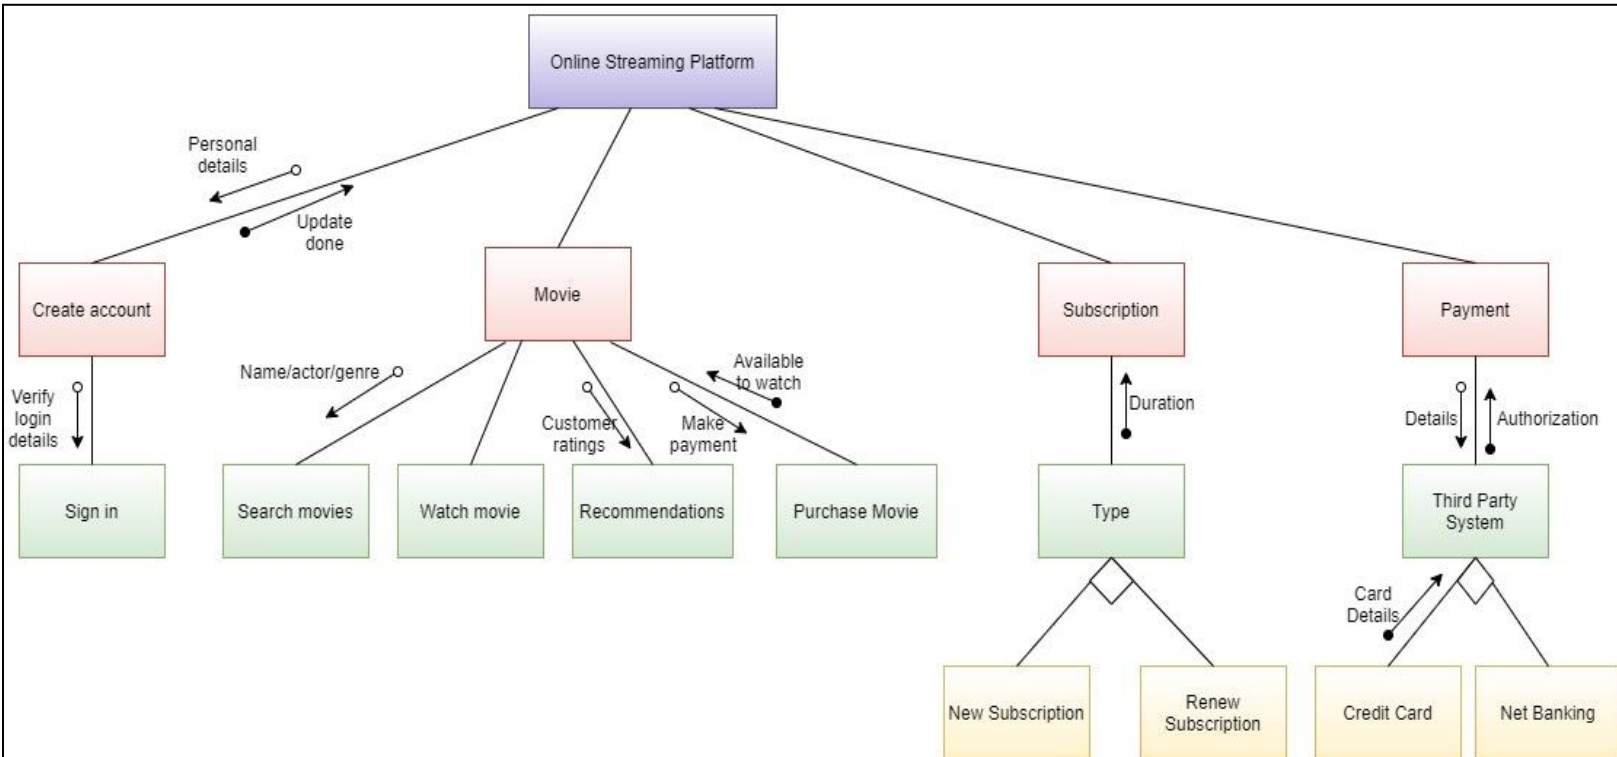 Online Streaming Platform
Personal
details
Update
done
Create account
Movie
Subscription
Payment
Verify
login
details
Name/actor/genre
Customer
ratings
Make
payment
Available
to watch
Duration
Details
Authorization
Sign in
Search movies
Watch movie
Recommendations
Purchase Movie
Type
Third Party
System
Card
Details
New Subscription
Renew
Subscription
Credit Card
Net Banking